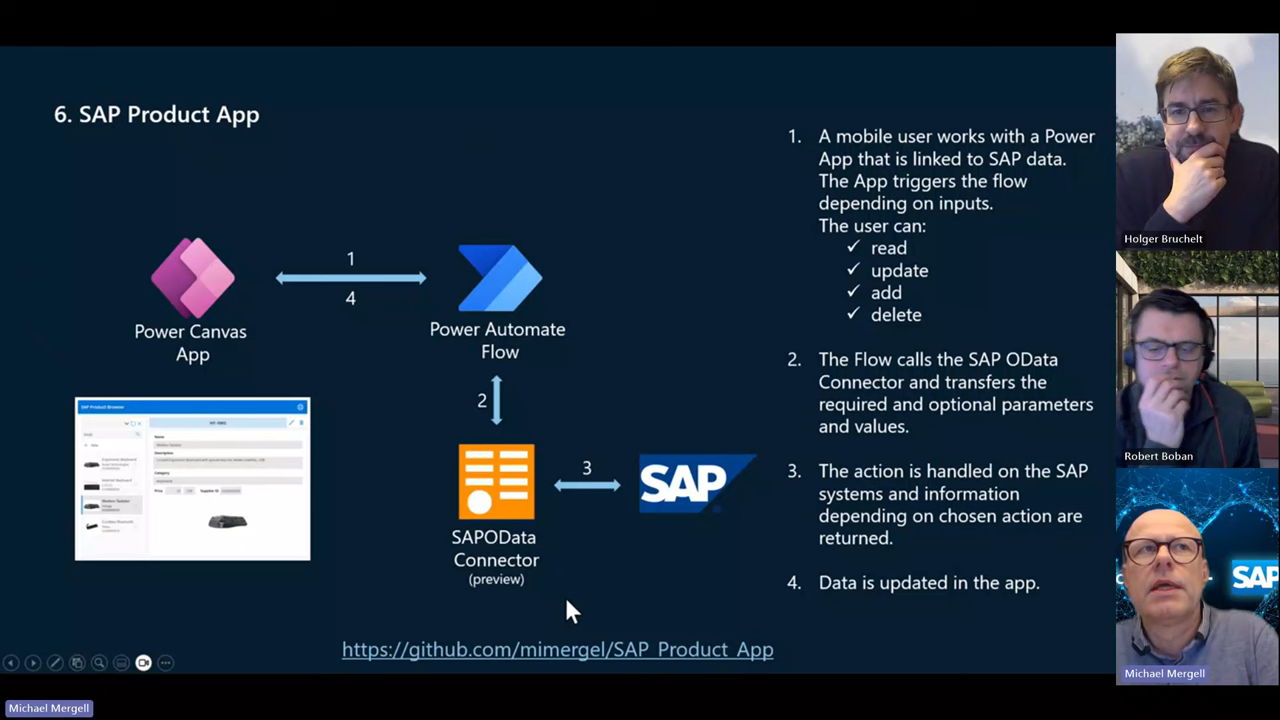 6. SAP Product App
1
4
Power Canvas
App
Power Automate
Flow
2
3
SAP
SAPOData
Connector
(preview)
SAP Product Browser
1. A mobile user works with a Power
App that is linked to SAP data.
The App triggers the flow
depending on inputs.
The user can:
✓ read
✓ update
✓ add
✓ delete
2. The Flow calls the SAP OData
Connector and transfers the
required and optional parameters
and values.
3. The action is handled on the SAP
systems and information
depending on chosen action are
returned.
4. Data is updated in the app.
https://github.com/mimergel/SAP_Product_App
Holger Bruchelt
Robert Boban
SAP
Michael Mergell
Michael Mergell